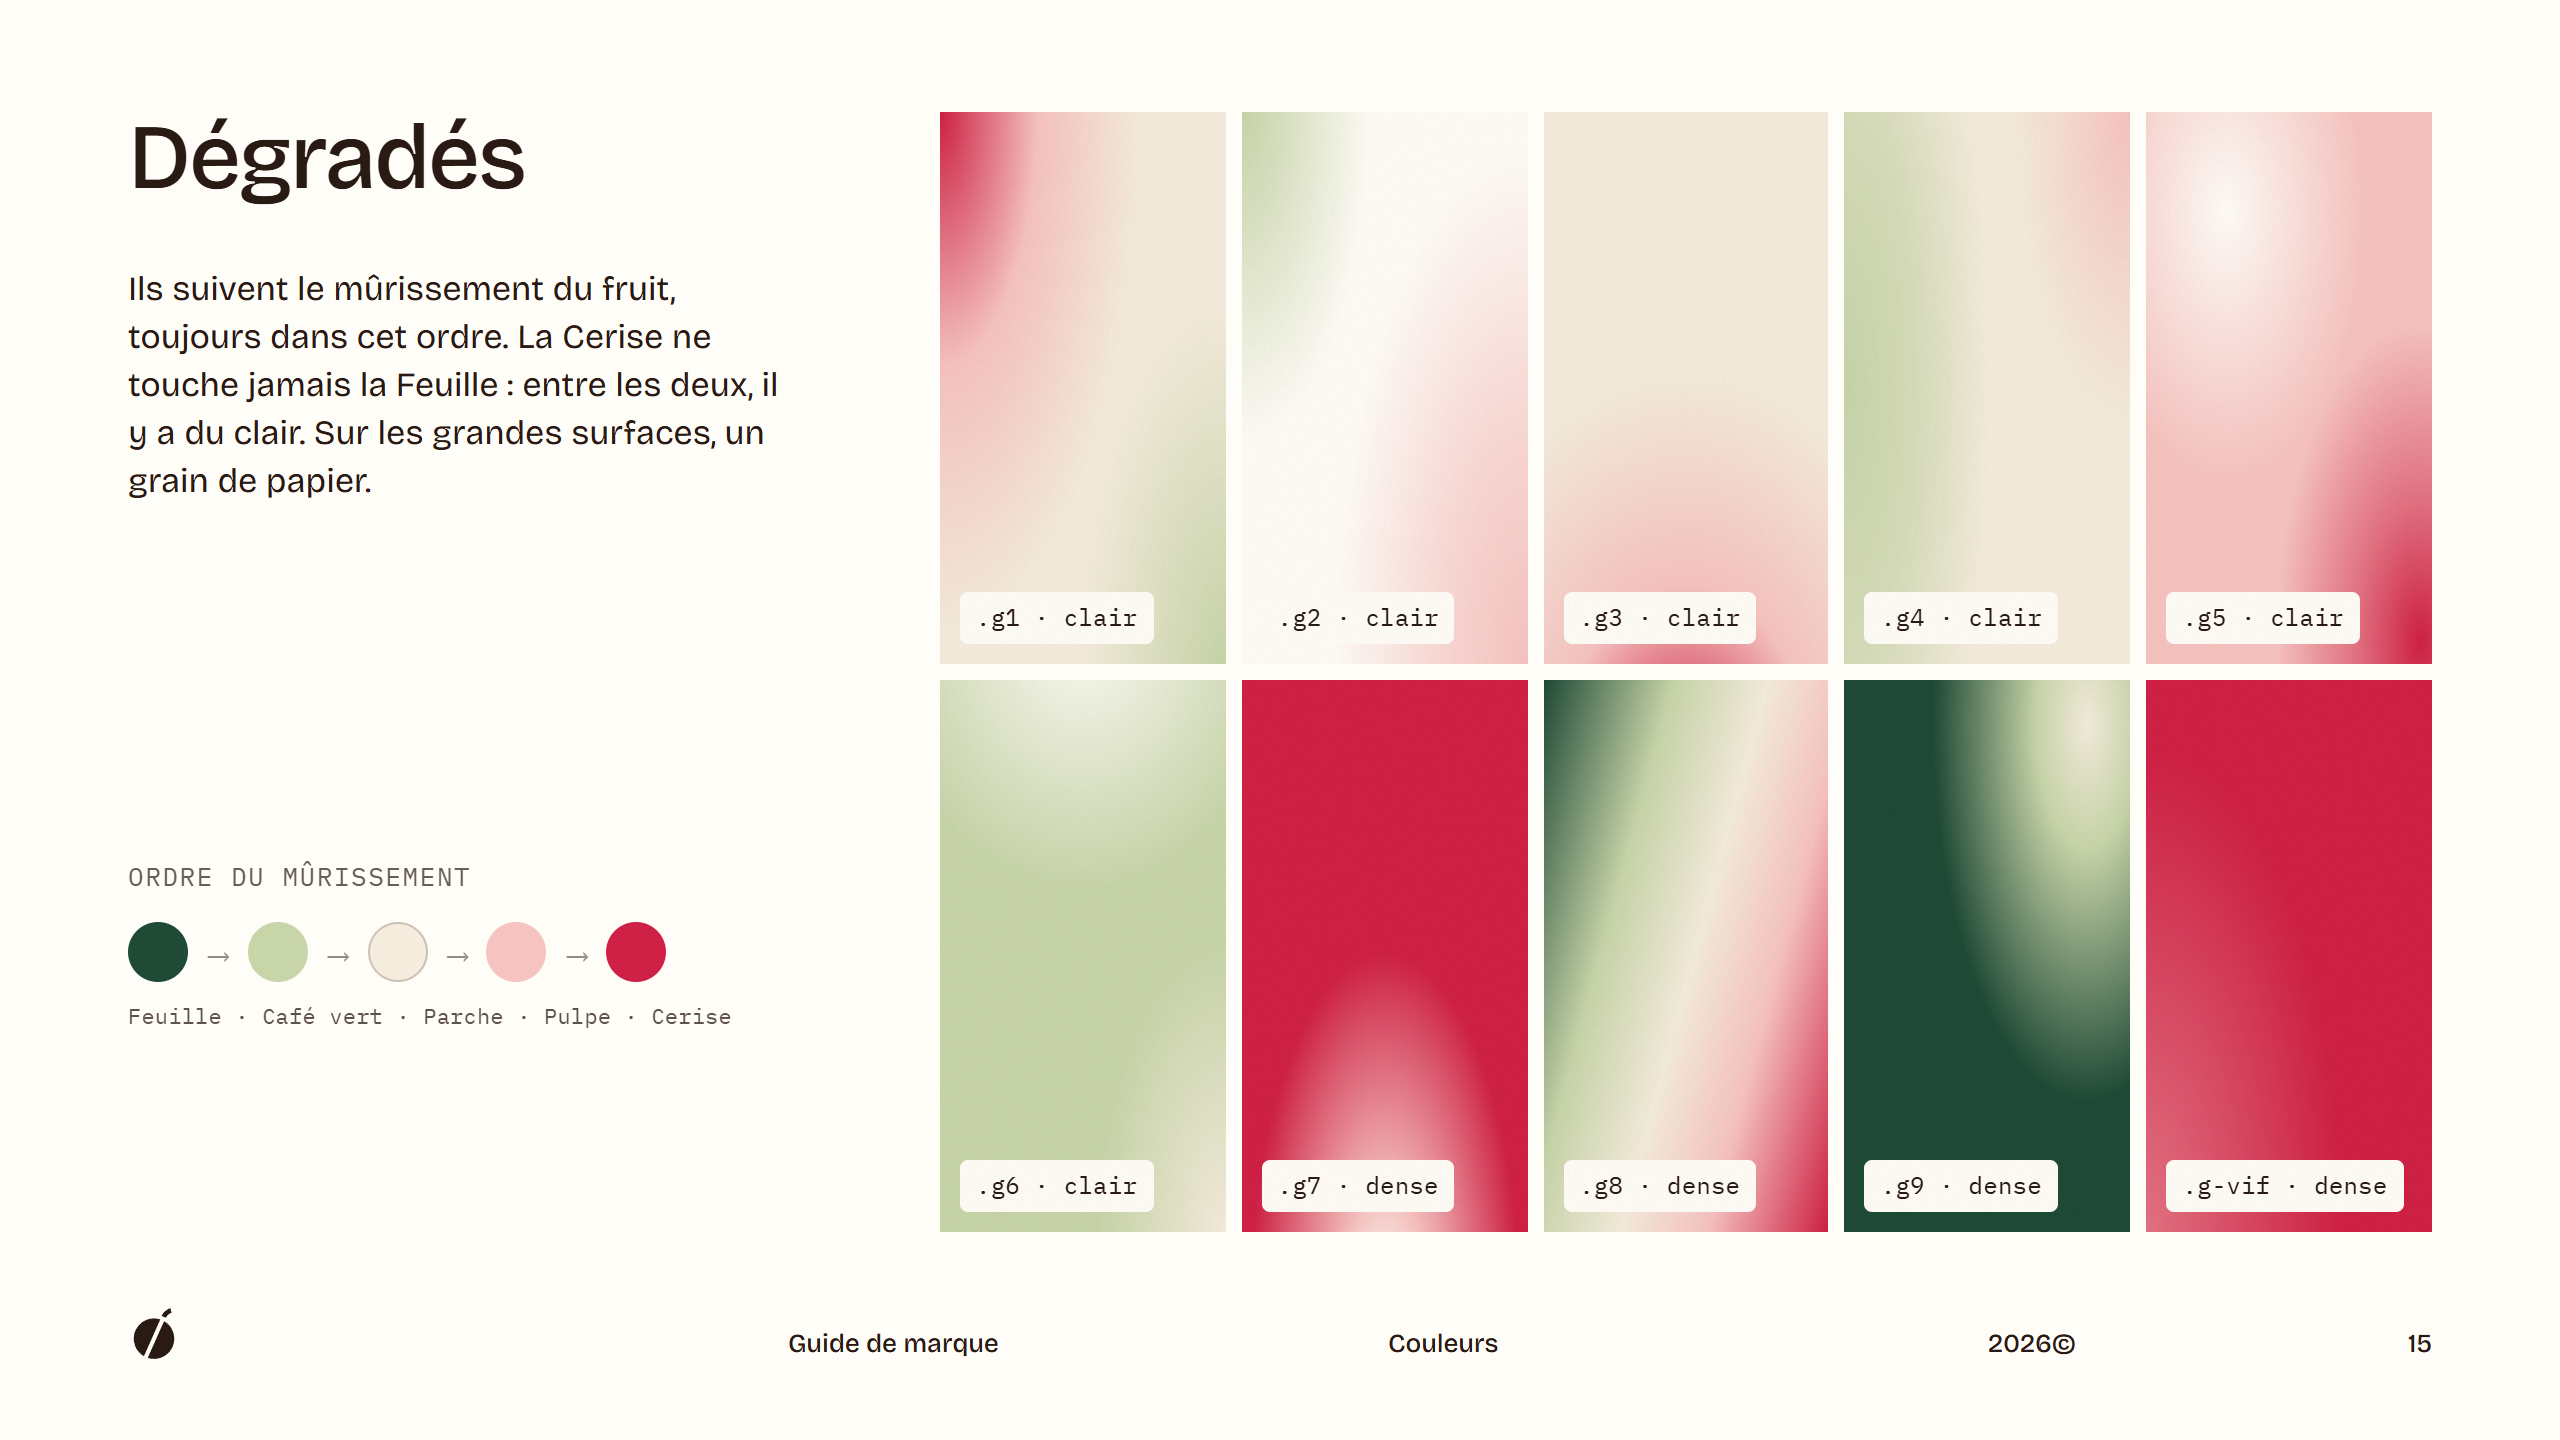 Dégradés
Ils suivent le mûrissement du fruit,
toujours dans cet ordre. La Cerise ne
touche jamais la Feuille : entre les deux, il
y a du clair. Sur les grandes surfaces, un
grain de papier.
ORDRE DU MÛRISSEMENT
→ → → →
Feuille · Café vert · Parche · Pulpe · Cerise
.g1 · clair
.g2 · clair
.g3 · clair
.g4 · clair
.g5 · clair
.g6 · clair
.g7 · dense
.g8 · dense
.g9 · dense
.g-vif · dense
Guide de marque
Couleurs
2026©
15